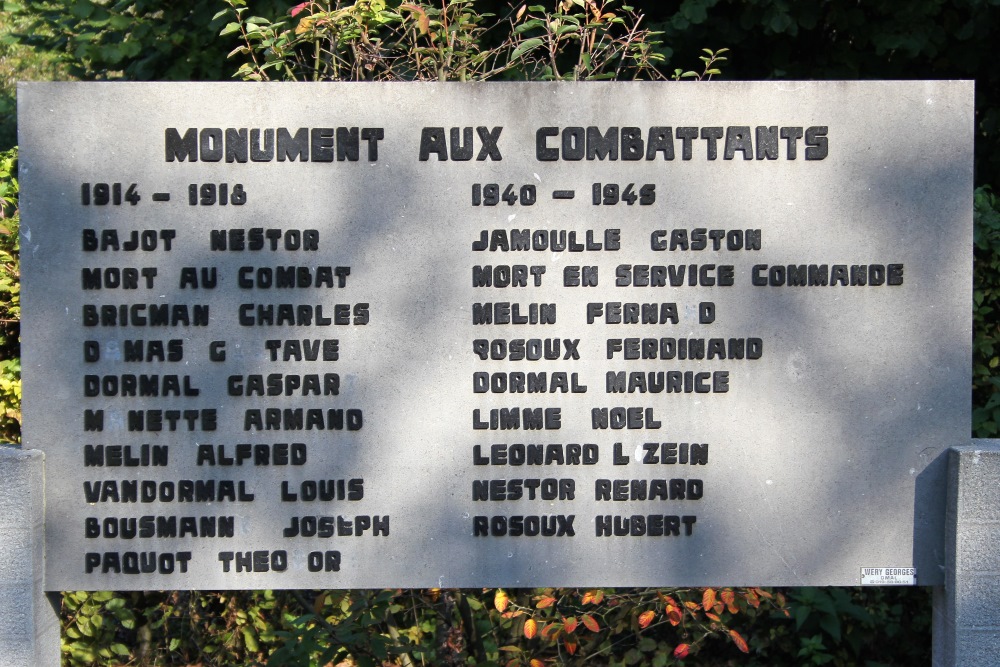 MONUMENT AUX COMBATTANTS
1914 - 1918
BAJOT NESTOR
MORT AU COMBAT
BRICMAN CHARLES
D MAS G TAVE
DORMAL GASPAR
M NETTE ARMAND
MELIN ALFRED
VANDORMAL LOUIS
BOUSMANN JOSEPH
PAQUOT THEO OR
1940 - 1945
JAMOULLE GASTON
MORT EN SERVICE COMMANDE
MELIN FERNA D
ROSOUX FERDINAND
DORMAL MAURICE
LIMME NOEL
LEONARD L ZEIN
NESTOR RENARD
ROSOUX HUBERT
WERY GEORGES
OMAL